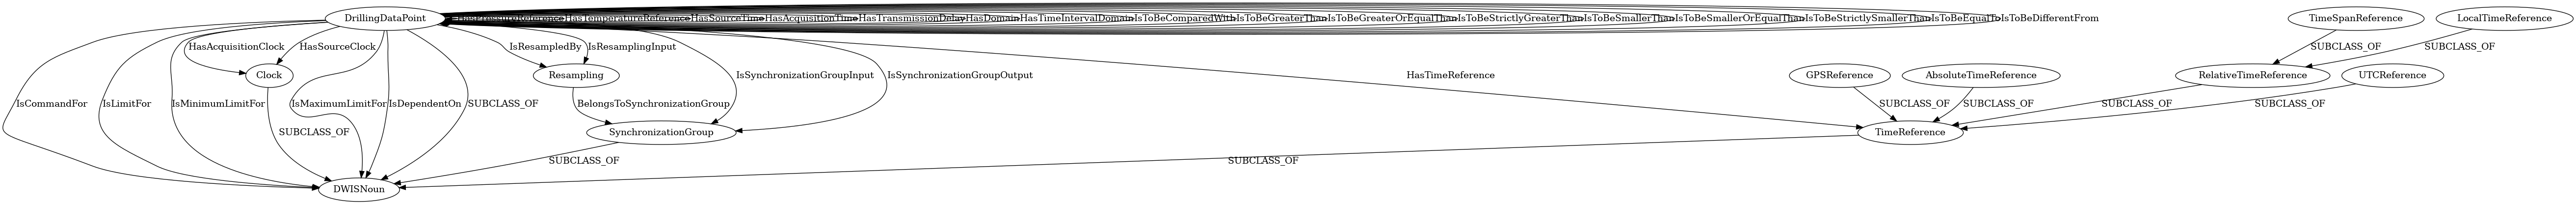 DrillingDataPoint
HasPressureReference
HasTemperatureReference
HasSourceTime
HasAcquisitionTime
HasTransmissionDelay
HasDomain
HasTimeIntervalDomain
IsToBeComparedWith
IsToBeGreaterThan
IsToBeGreaterOrEqualThan
IsToBeStrictlyGreaterThan
IsToBeSmallerThan
IsToBeSmallerOrEqualThan
IsToBeStrictlySmallerThan
IsToBeEqualTo
IsToBeDifferentFrom
TimeSpanReference
LocalTimeReference
HasAcquisitionClock
HasSourceClock
IsResampledBy
IsResamplingInput
SUBCLASS_OF
SUBCLASS_OF
Clock
Resampling
IsSynchronizationGroupInput
IsSynchronizationGroupOutput
HasTimeReference
GPSReference
AbsoluteTimeReference
RelativeTimeReference
UTCReference
IsCommandFor
IsLimitFor
IsMinimumLimitFor
IsMaximumLimitFor
IsDependentOn
SUBCLASS_OF
BelongsToSynchronizationGroup
SUBCLASS_OF
SUBCLASS_OF
SUBCLASS_OF
SUBCLASS_OF
SUBCLASS_OF
SynchronizationGroup
TimeReference
SUBCLASS_OF
SUBCLASS_OF
DWISNoun